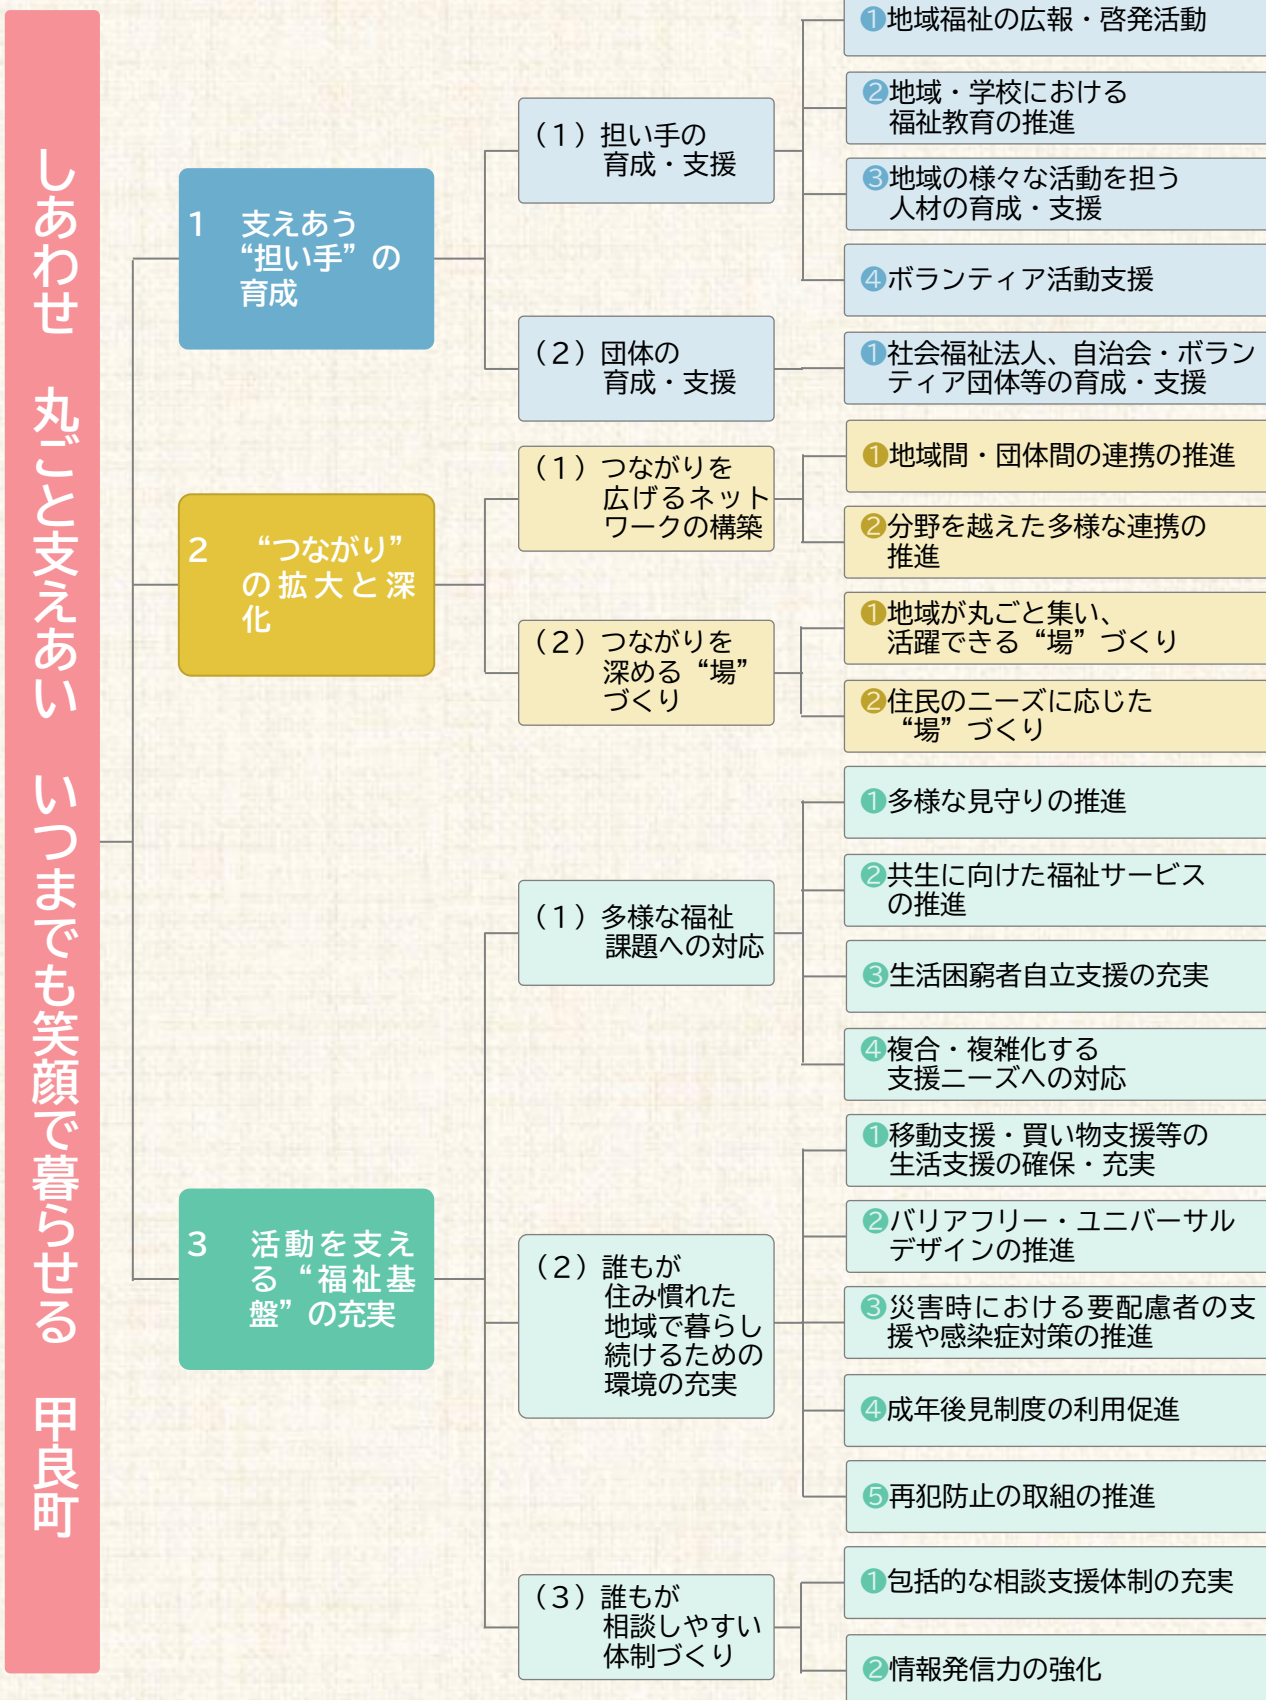 しあわせ　丸ごと支えあい　いつまでも笑顔で暮らせる　甲良町
1　支えあう
“担い手”の
育成
（1）担い手の
育成・支援
❶地域福祉の広報・啓発活動
❷地域・学校における
福祉教育の推進
❸地域の様々な活動を担う
人材の育成・支援
❹ボランティア活動支援
（2）団体の
育成・支援
❶社会福祉法人、自治会・ボラン
ティア団体等の育成・支援
2　“つながり”
の拡大と深
化
（1）つながりを
広げるネット
ワークの構築
❶地域間・団体間の連携の推進
❷分野を越えた多様な連携の
推進
（2）つながりを
深める“場”
づくり
❶地域が丸ごと集い、
活躍できる“場”づくり
❷住民のニーズに応じた
“場”づくり
3　活動を支え
る“福祉基
盤”の充実
（1）多様な福祉
課題への対応
❶多様な見守りの推進
❷共生に向けた福祉サービス
の推進
❸生活困窮者自立支援の充実
❹複合・複雑化する
支援ニーズへの対応
（2）誰もが
住み慣れた
地域で暮らし
続けるための
環境の充実
❶移動支援・買い物支援等の
生活支援の確保・充実
❷バリアフリー・ユニバーサル
デザインの推進
❸災害時における要配慮者の支
援や感染症対策の推進
❹成年後見制度の利用促進
❺再犯防止の取組の推進
（3）誰もが
相談しやすい
体制づくり
❶包括的な相談支援体制の充実
❷情報発信力の強化